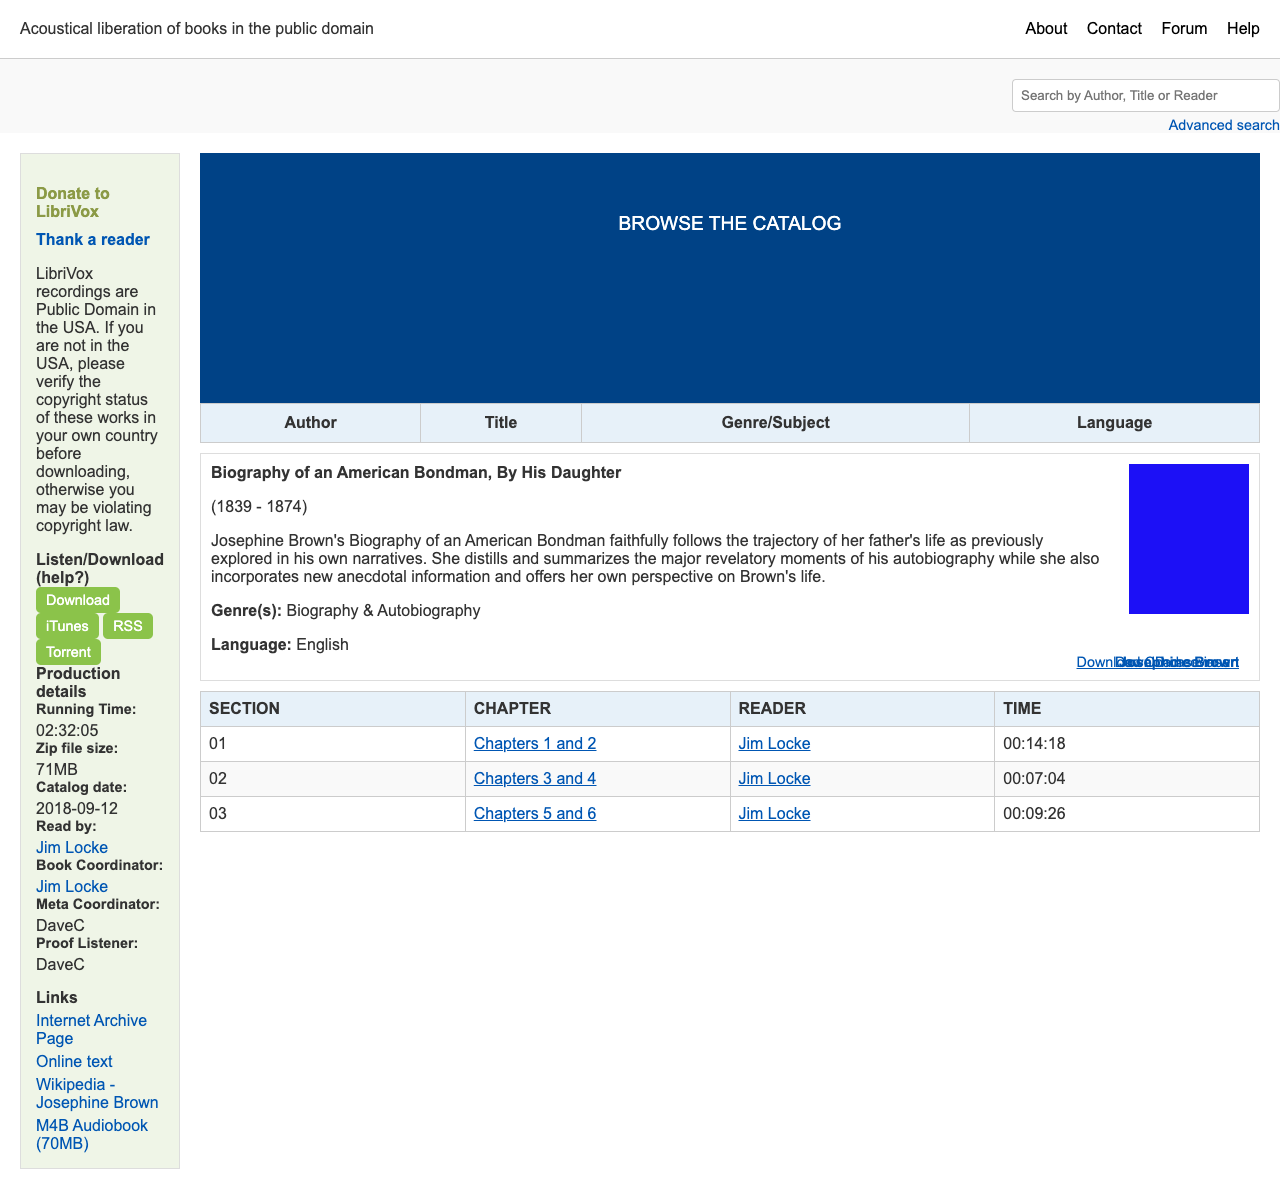 Acoustical liberation of books in the public domain
About Contact Forum Help
Search by Author, Title or Reader
Advanced search
Donate to
LibriVox
Thank a reader
LibriVox
recordings are
Public Domain in
the USA. If you
are not in the
USA, please
verify the
copyright status
of these works in
your own country
before
downloading,
otherwise you
may be violating
copyright law.
Listen/Download
(help?)
Download
iTunes RSS
Torrent
Production
details
Running Time:
02:32:05
Zip file size:
71MB
Catalog date:
2018-09-12
Read by:
Jim Locke
Book Coordinator:
Jim Locke
Meta Coordinator:
DaveC
Proof Listener:
DaveC
Links
Internet Archive
Page
Online text
Wikipedia -
Josephine Brown
M4B Audiobook
(70MB)
BROWSE THE CATALOG
Author Title Genre/Subject Language
Biography of an American Bondman, By His Daughter
(1839 - 1874)
Josephine Brown's Biography of an American Bondman faithfully follows the trajectory of her father's life as previously
explored in his own narratives. She distills and summarizes the major revelatory moments of his autobiography while she also
incorporates new anecdotal information and offers her own perspective on Brown's life.
Genre(s): Biography & Autobiography
Language: English
SECTION CHAPTER READER TIME
01 Chapters 1 and 2 Jim Locke 00:14:18
02 Chapters 3 and 4 Jim Locke 00:07:04
03 Chapters 5 and 6 Jim Locke 00:09:26